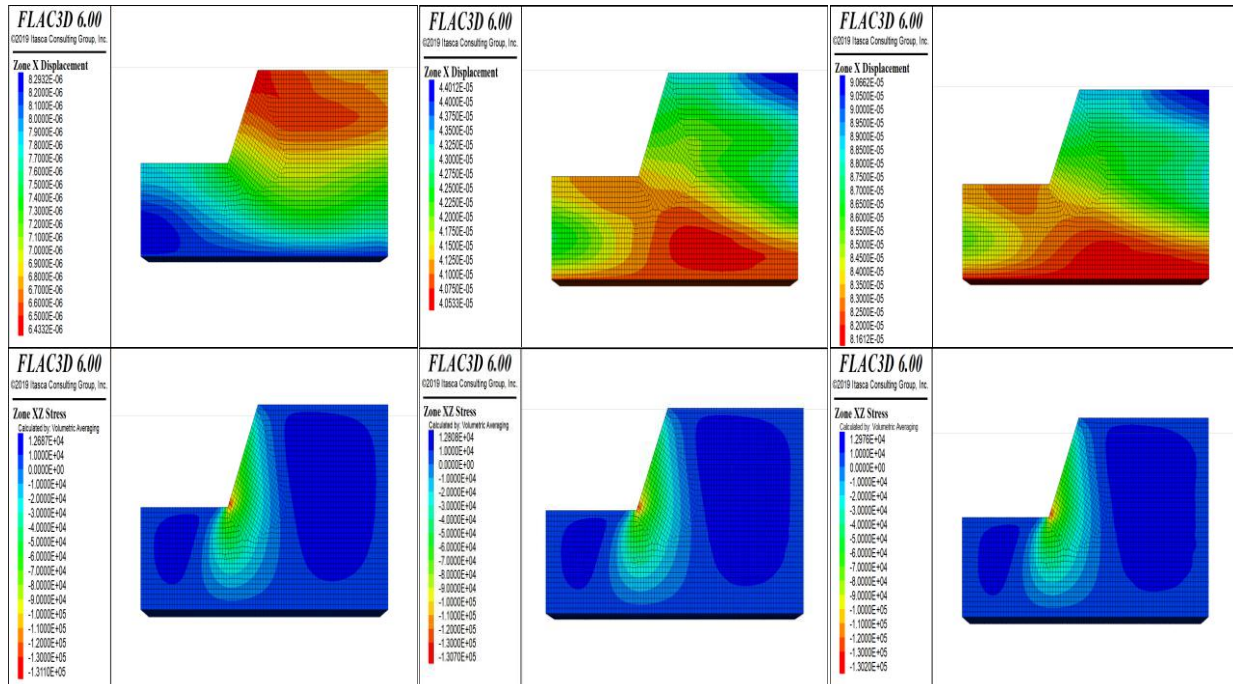 FLAC3D 6.00
©2019 Itasca Consulting Group, Inc.
Zone X Displacement
8.2932E-06
8.2000E-06
8.1000E-06
8.0000E-06
7.9000E-06
7.8000E-06
7.7000E-06
7.6000E-06
7.5000E-06
7.4000E-06
7.3000E-06
7.2000E-06
7.1000E-06
7.0000E-06
6.9000E-06
6.8000E-06
6.7000E-06
6.6000E-06
6.5000E-06
6.4332E-06
FLAC3D 6.00
©2019 Itasca Consulting Group, Inc.
Zone X Displacement
4.4012E-05
4.4000E-05
4.3750E-05
4.3500E-05
4.3250E-05
4.3000E-05
4.2750E-05
4.2500E-05
4.2250E-05
4.2000E-05
4.1750E-05
4.1500E-05
4.1250E-05
4.1000E-05
4.0750E-05
4.0533E-05
FLAC3D 6.00
©2019 Itasca Consulting Group, Inc.
Zone X Displacement
9.0662E-05
9.0500E-05
9.0000E-05
8.9500E-05
8.9000E-05
8.8500E-05
8.8000E-05
8.7500E-05
8.7000E-05
8.6500E-05
8.6000E-05
8.5500E-05
8.5000E-05
8.4500E-05
8.4000E-05
8.3500E-05
8.3000E-05
8.2500E-05
8.2000E-05
8.1612E-05
FLAC3D 6.00
©2019 Itasca Consulting Group, Inc.
Zone XZ Stress
Calculated by: Volumetric Averaging
1.2687E+04
1.0000E+04
0.0000E+00
-1.0000E+04
-2.0000E+04
-3.0000E+04
-4.0000E+04
-5.0000E+04
-6.0000E+04
-7.0000E+04
-8.0000E+04
-9.0000E+04
-1.0000E+05
-1.1000E+05
-1.2000E+05
-1.3000E+05
-1.3110E+05
FLAC3D 6.00
©2019 Itasca Consulting Group, Inc.
Zone XZ Stress
Calculated by: Volumetric Averaging
1.2808E+04
1.0000E+04
0.0000E+00
-1.0000E+04
-2.0000E+04
-3.0000E+04
-4.0000E+04
-5.0000E+04
-6.0000E+04
-7.0000E+04
-8.0000E+04
-9.0000E+04
-1.0000E+05
-1.1000E+05
-1.2000E+05
-1.3000E+05
-1.3070E+05
FLAC3D 6.00
©2019 Itasca Consulting Group, Inc.
Zone XZ Stress
Calculated by: Volumetric Averaging
1.2976E+04
1.0000E+04
0.0000E+00
-1.0000E+04
-2.0000E+04
-3.0000E+04
-4.0000E+04
-5.0000E+04
-6.0000E+04
-7.0000E+04
-8.0000E+04
-9.0000E+04
-1.0000E+05
-1.1000E+05
-1.2000E+05
-1.3000E+05
-1.3020E+05